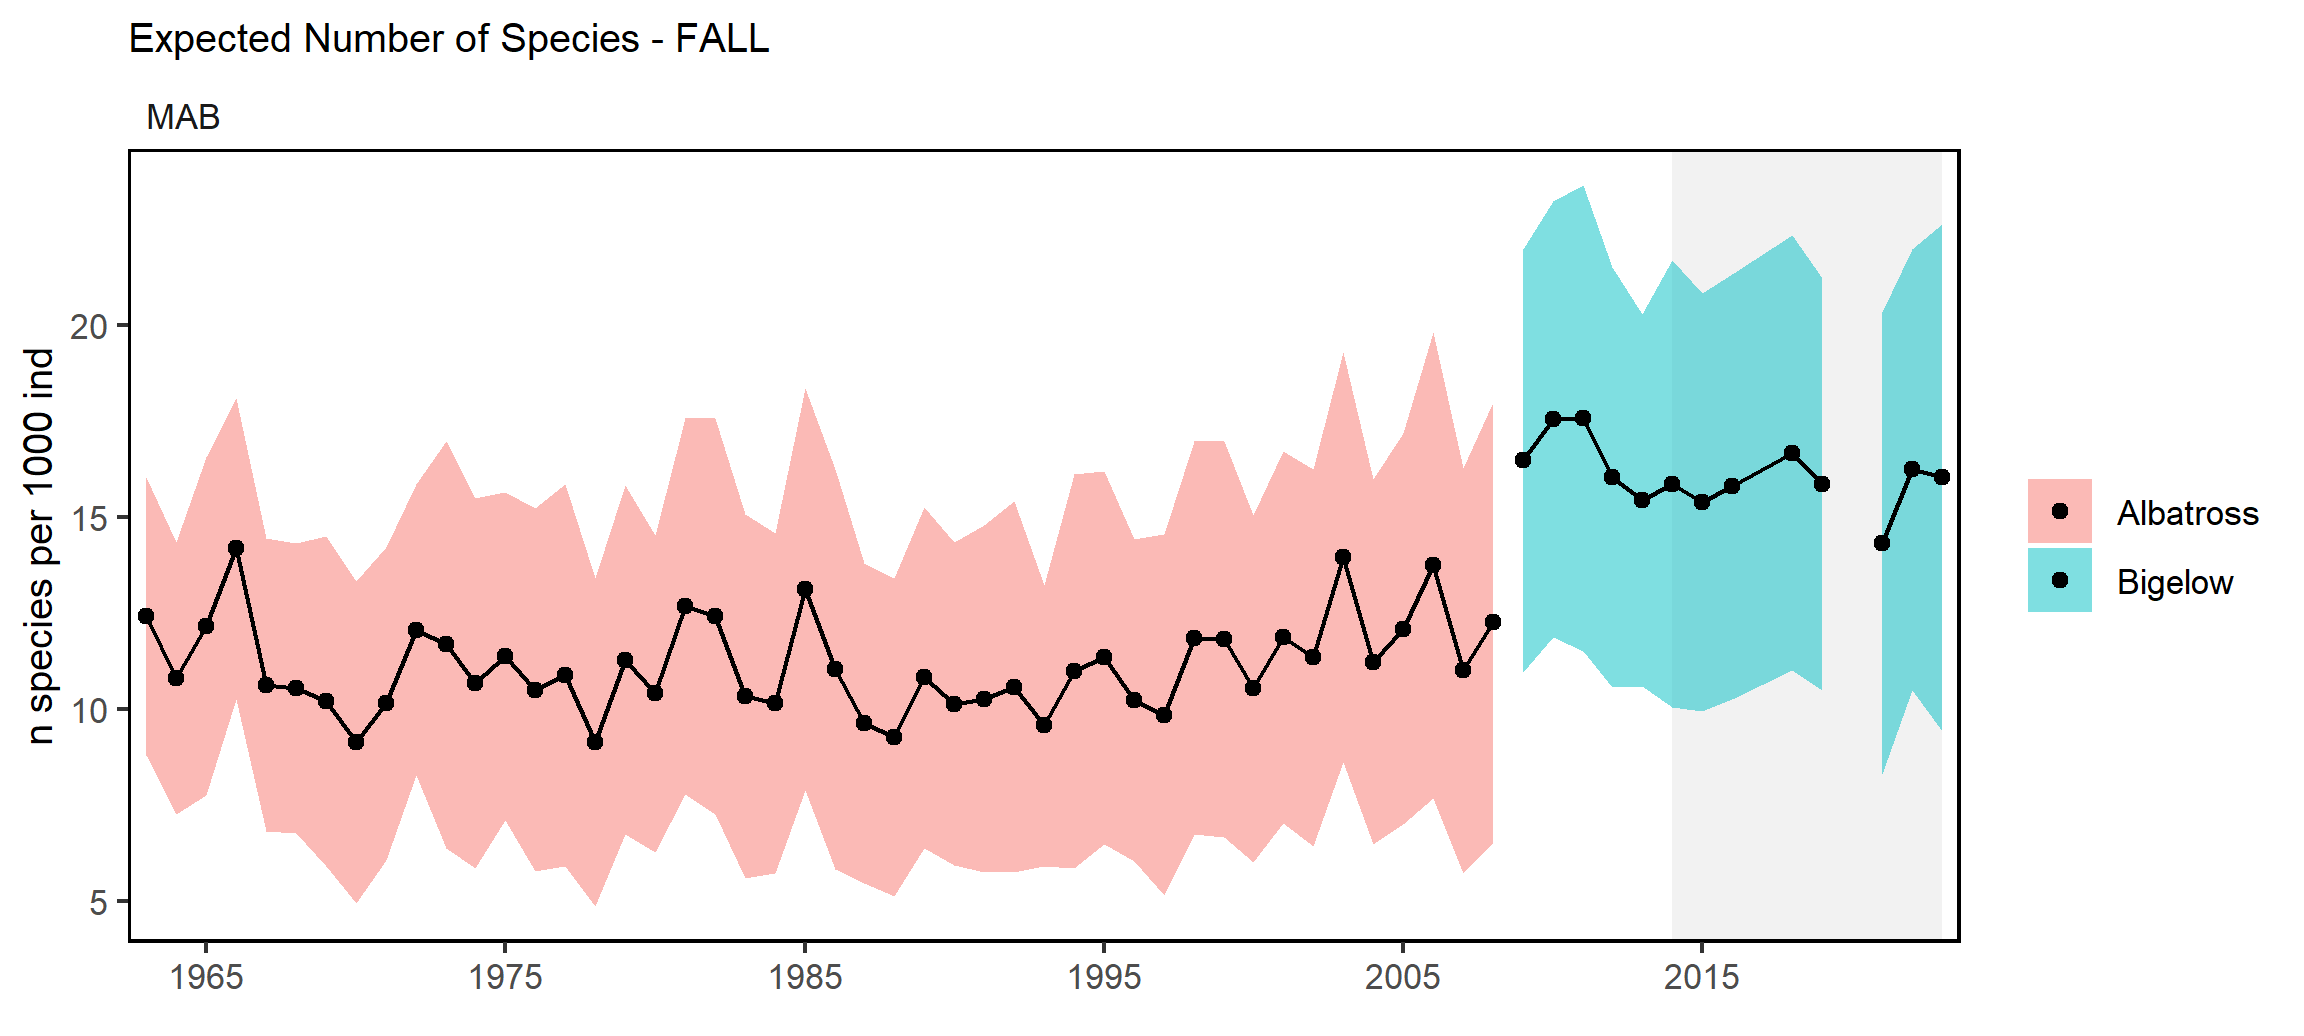 Expected Number of Species - FALL
MAB
n species per 1000 ind
20
15
10
5
1965
1975
1985
1995
2005
2015
Albatross
Bigelow